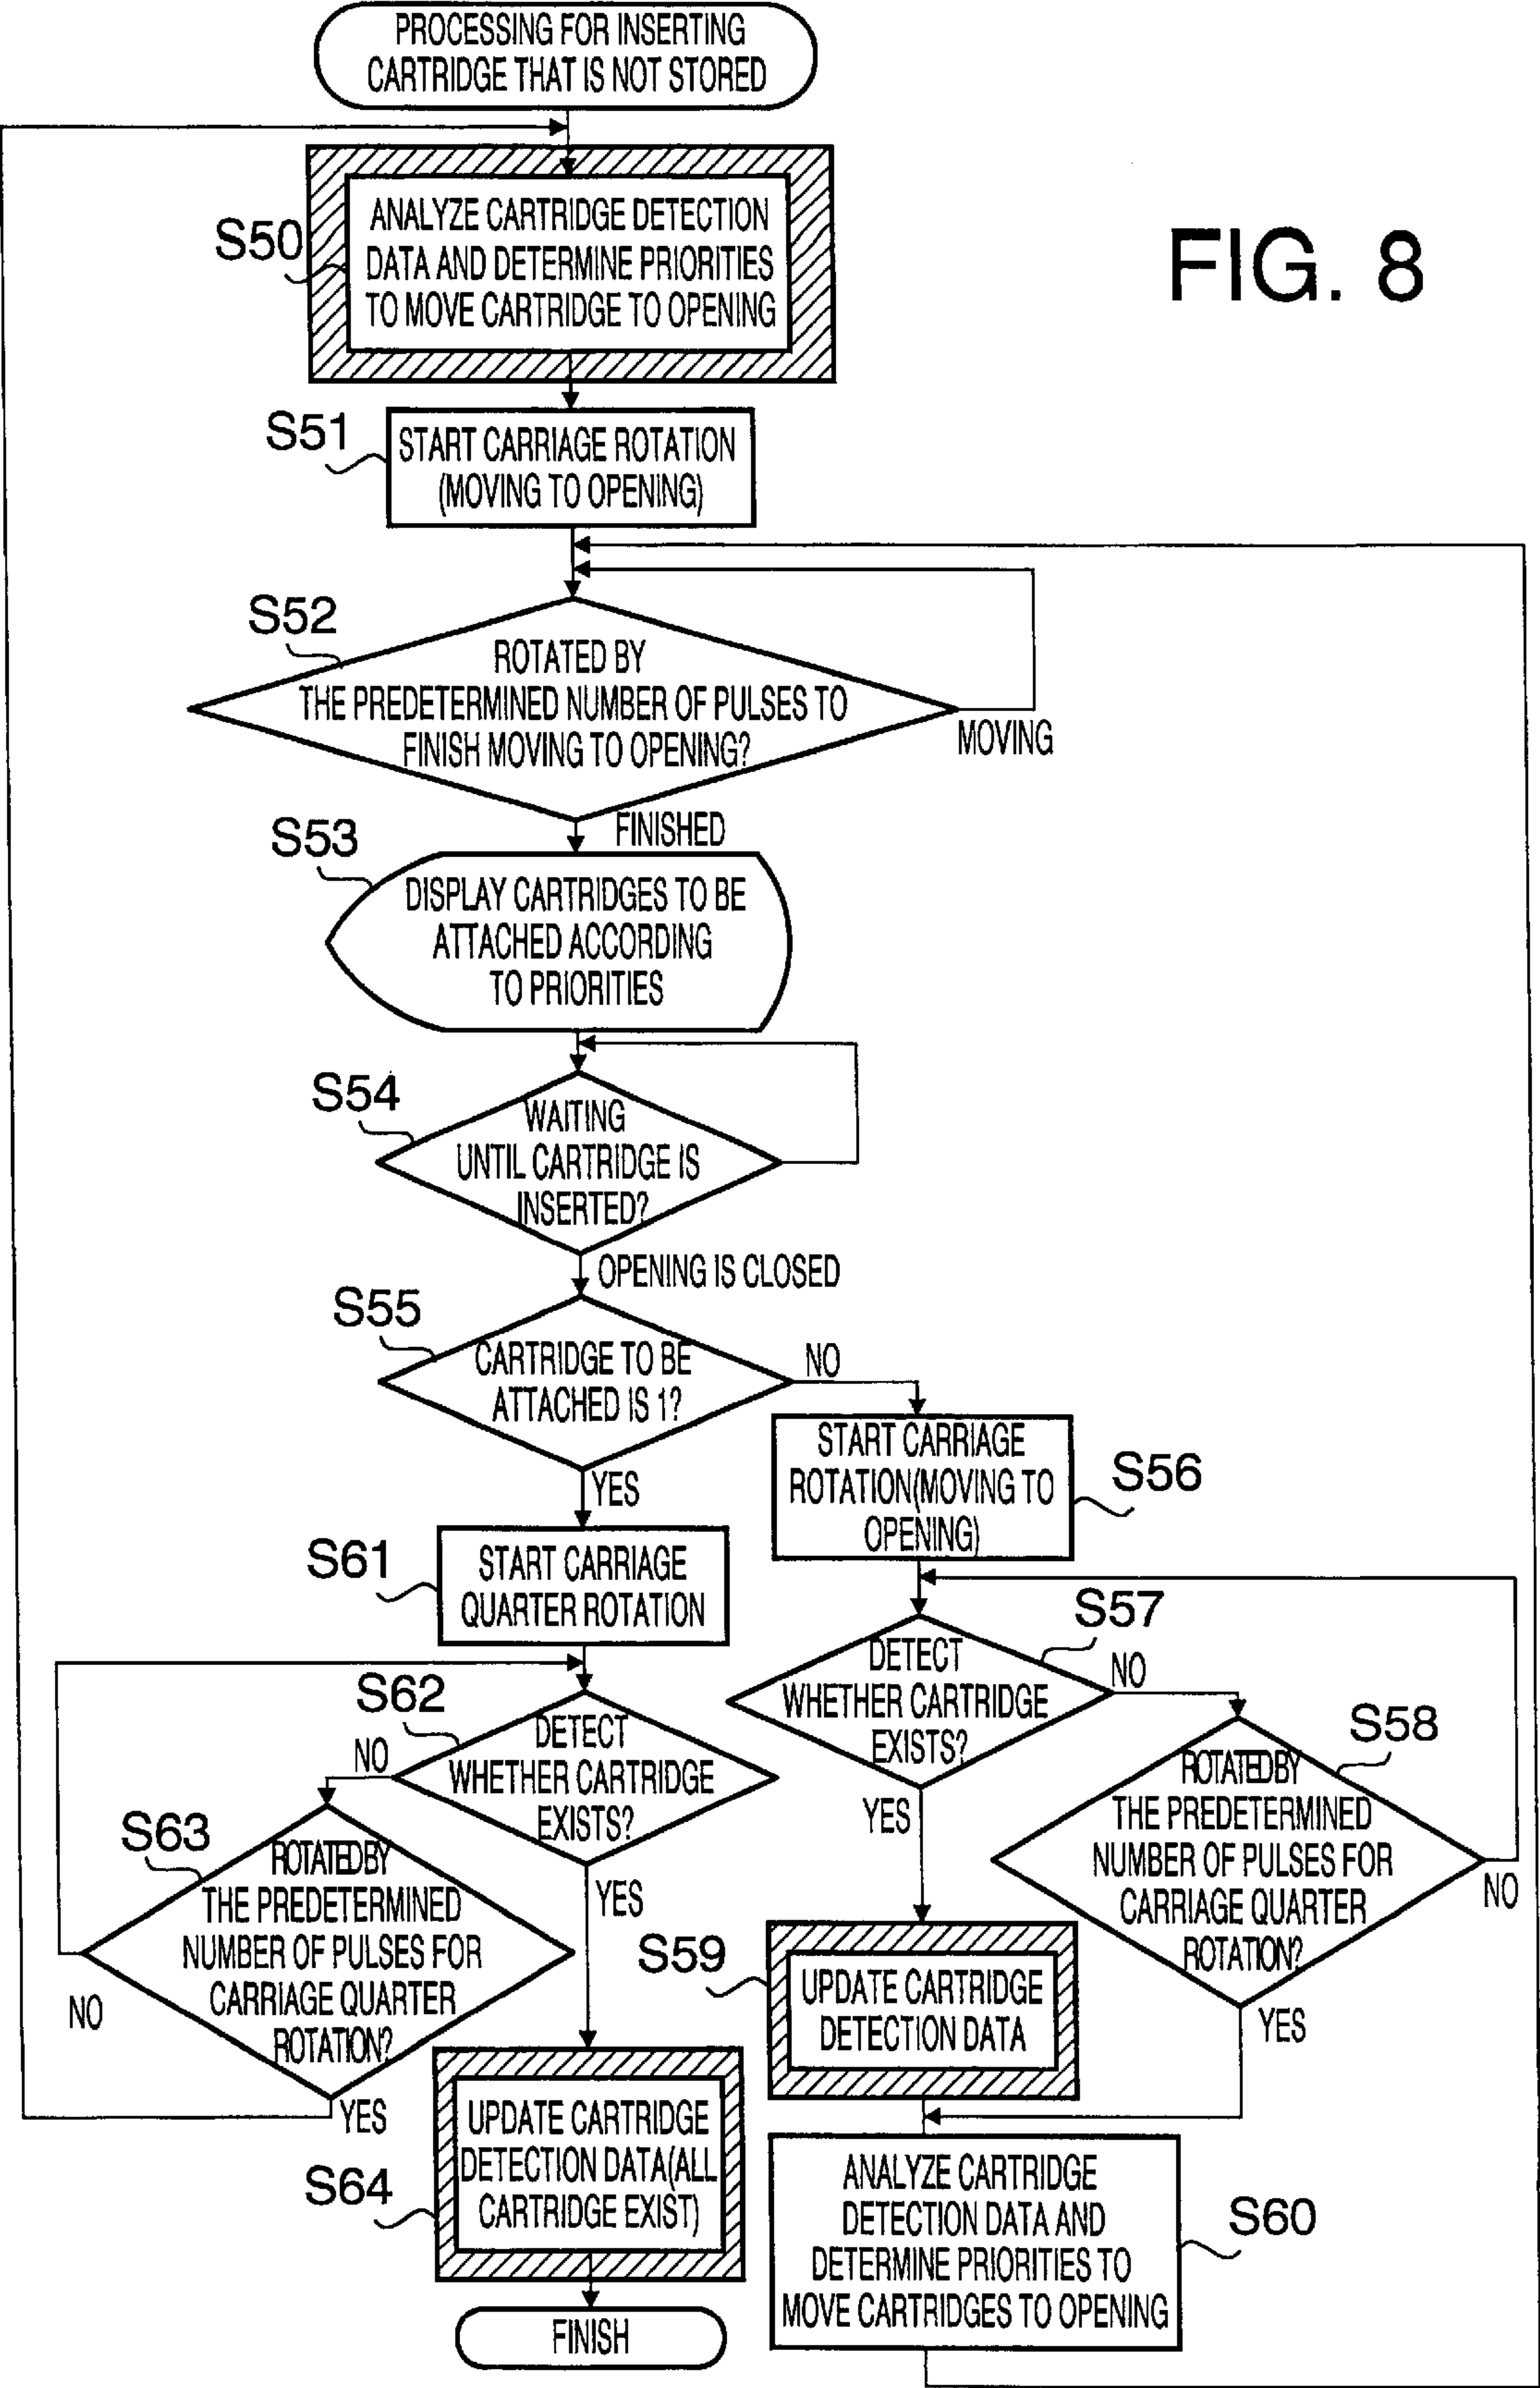 PROCESSING FOR INSERTING
CARTRIDGE THAT IS NOT STORED
FIG. 8
S50
ANALYZE CARTRIDGE DETECTION
DATA AND DETERMINE PRIORITIES
TO MOVE CARTRIDGE TO OPENING
S51
START CARRIAGE ROTATION
(MOVING TO OPENING)
S52
ROTATED BY
THE PREDETERMINED NUMBER OF PULSES TO
FINISH MOVING TO OPENING?
MOVING
FINISHED
S53
DISPLAY CARTRIDGES TO BE
ATTACHED ACCORDING
TO PRIORITIES
S54
WAITING
UNTIL CARTRIDGE IS
INSERTED?
OPENING IS CLOSED
S55
CARTRIDGE TO BE
ATTACHED IS 1?
NO
YES
START CARRIAGE
ROTATION(MOVING TO
OPENING)
S56
S61
START CARRIAGE
QUARTER ROTATION
S57
DETECT
WHETHER CARTRIDGE
EXISTS?
NO
YES
S58
ROTATED BY
THE PREDETERMINED
NUMBER OF PULSES FOR
CARRIAGE QUARTER
ROTATION?
NO
YES
S62
DETECT
WHETHER CARTRIDGE
EXISTS?
NO
YES
S63
ROTATED BY
THE PREDETERMINED
NUMBER OF PULSES FOR
CARRIAGE QUARTER
ROTATION?
NO
YES
S59
UPDATE CARTRIDGE
DETECTION DATA
S64
UPDATE CARTRIDGE
DETECTION DATA(ALL
CARTRIDGE EXIST)
S60
ANALYZE CARTRIDGE
DETECTION DATA AND
DETERMINE PRIORITIES TO
MOVE CARTRIDGES TO OPENING
FINISH